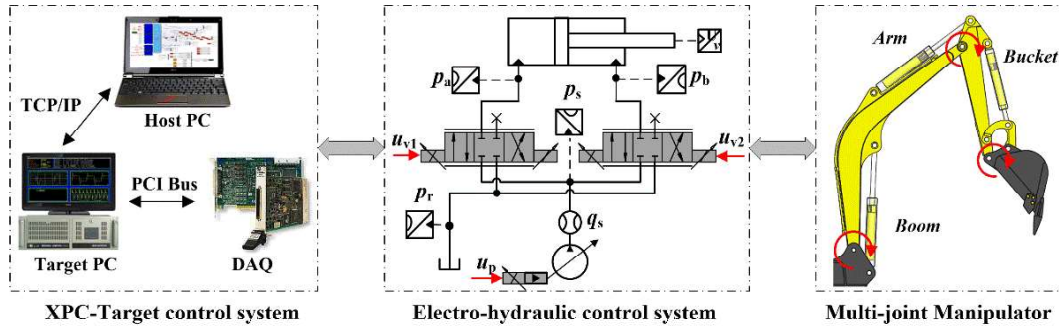 TCP/IP
Host PC
PCI Bus
Target PC
DAQ
XPC-Target control system
v
pa
ps
pb
uv1
uv2
pr
qs
up
Electro-hydraulic control system
Arm
Bucket
Boom
Multi-joint Manipulator